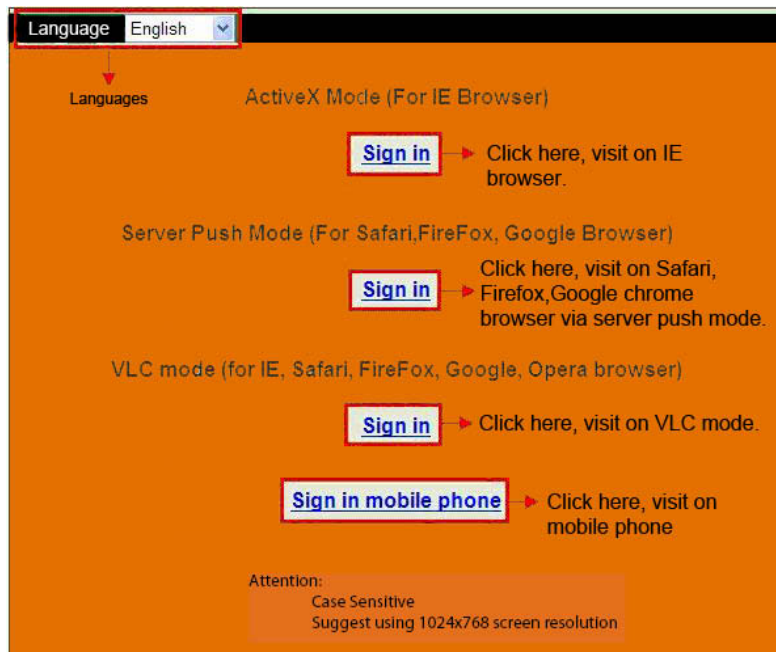 Language English
Languages
ActiveX Mode (For IE Browser)
Sign in
Click here, visit on IE
browser.
Server Push Mode (For Safari,FireFox, Google Browser)
Sign in
Click here, visit on Safari,
Firefox,Google chrome
browser via server push mode.
VLC mode (for IE, Safari, FireFox, Google, Opera browser)
Sign in
Click here, visit on VLC mode.
Sign in mobile phone
Click here, visit on
mobile phone
Attention:
Case Sensitive
Suggest using 1024x768 screen resolution